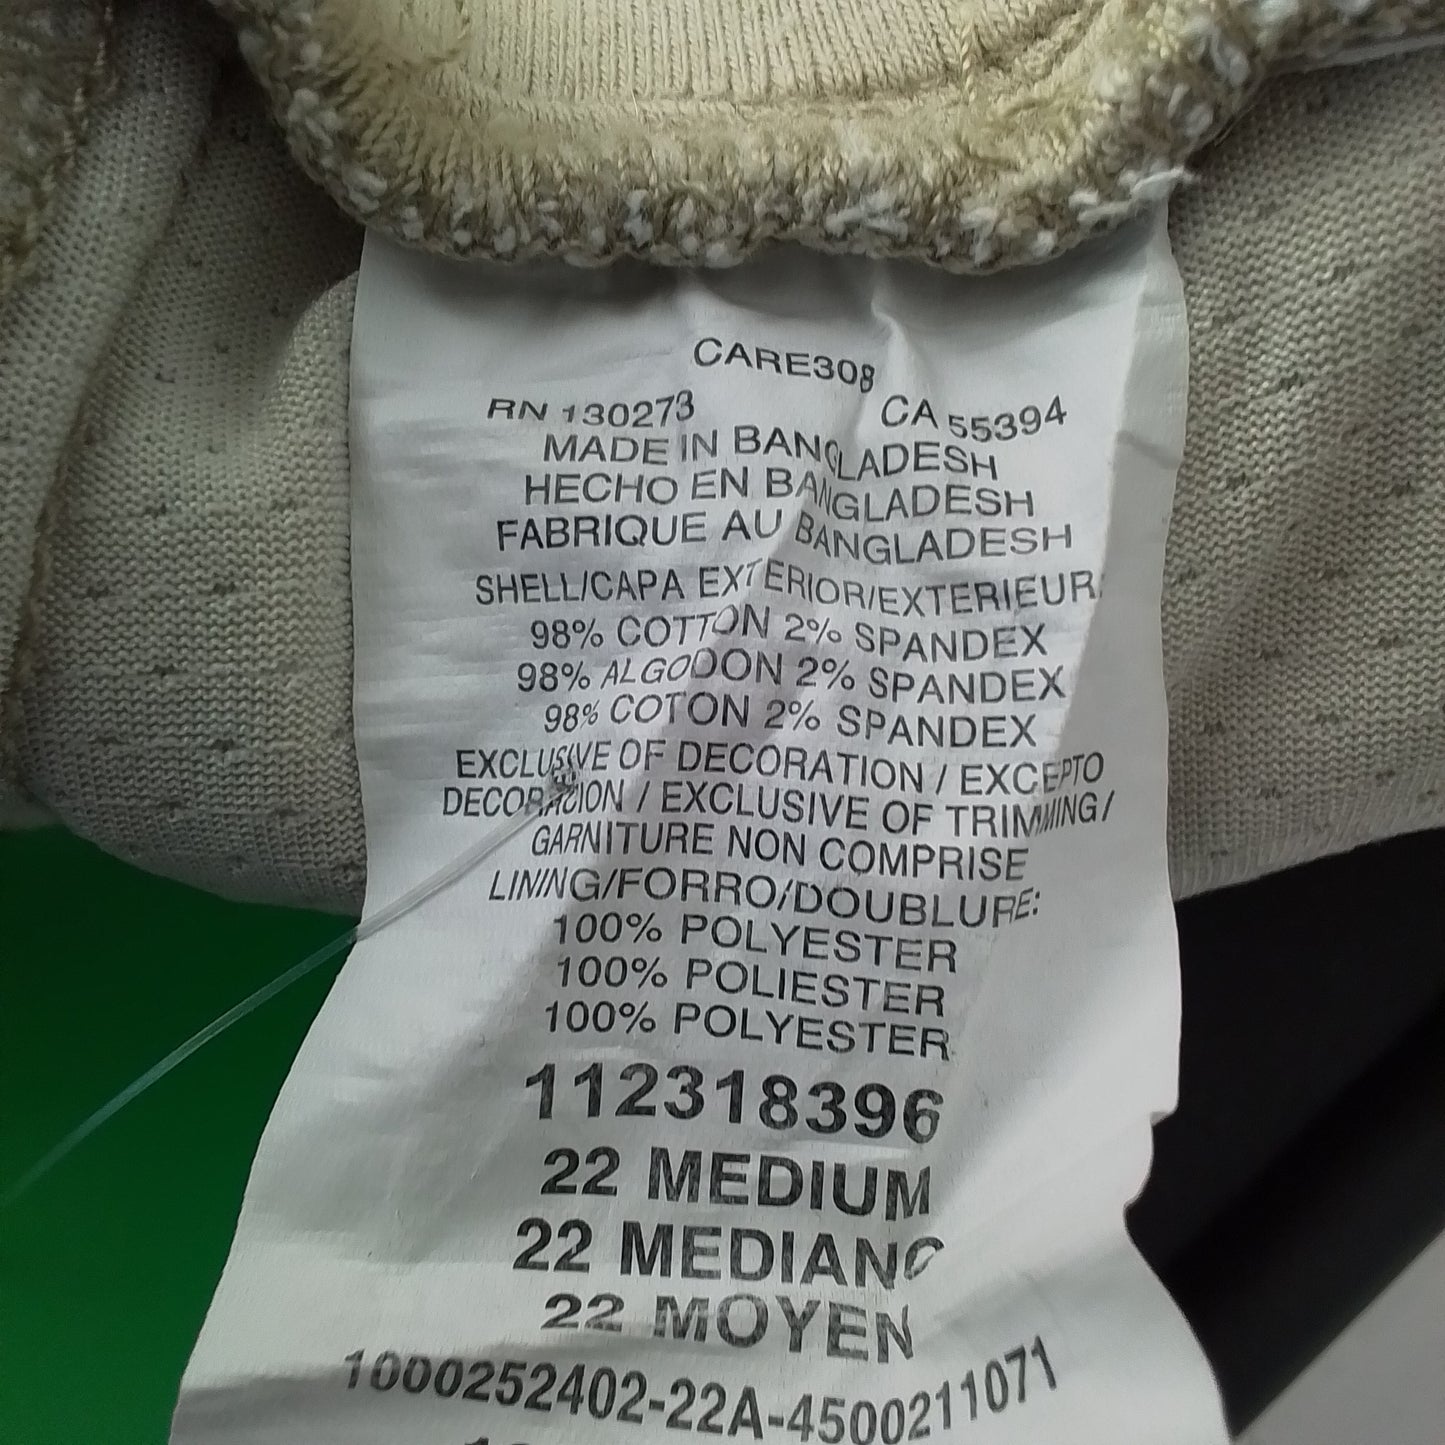 CARE308
RN 130273 CA 55394
MADE IN BANGLADESH
HECHO EN BANGLADESH
FABRIQUE AU BANGLADESH
SHELL/CAPA EXTERIOR/EXTERIEUR:
98% COTTON 2% SPANDEX
98% ALGODON 2% SPANDEX
98% COTON 2% SPANDEX
EXCLUSIVE OF DECORATION / EXCEPTO
DECORACION / EXCLUSIVE OF TRIMMING/
GARNITURE NON COMPRISE
LINING/FORRO/DOUBLURE:
100% POLYESTER
100% POLIESTER
100% POLYESTER
112318396
22 MEDIUM
22 MEDIANO
22 MOYEN
1000252402-22A-4500211071